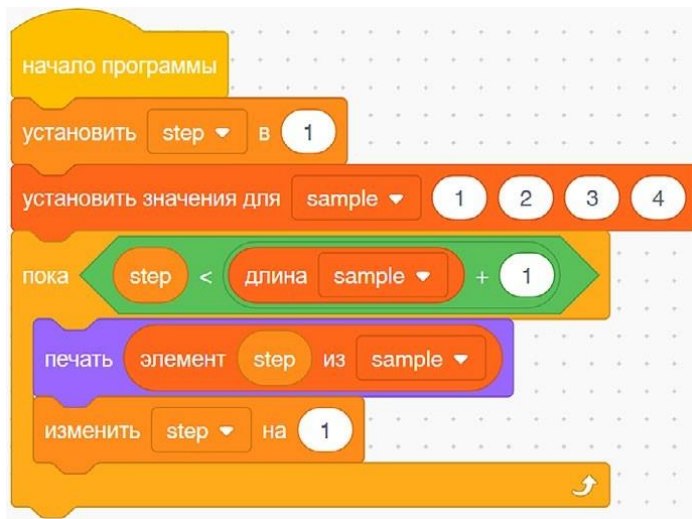 начало программы
установить step в 1
установить значения для sample 1 2 3 4
пока step < длина sample + 1
печать элемент step из sample
изменить step на 1